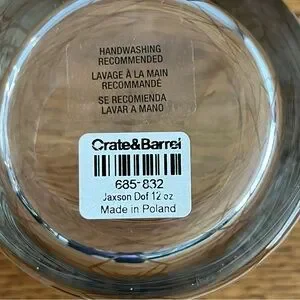 HANDWASHING
RECOMMENDED
LAVAGE À LA MAIN
RECOMMANDÉ
SE RECOMIENDA
LAVAR A MANO
Crate&Barrel
685-832
Jaxson Dof 12 oz
Made in Poland